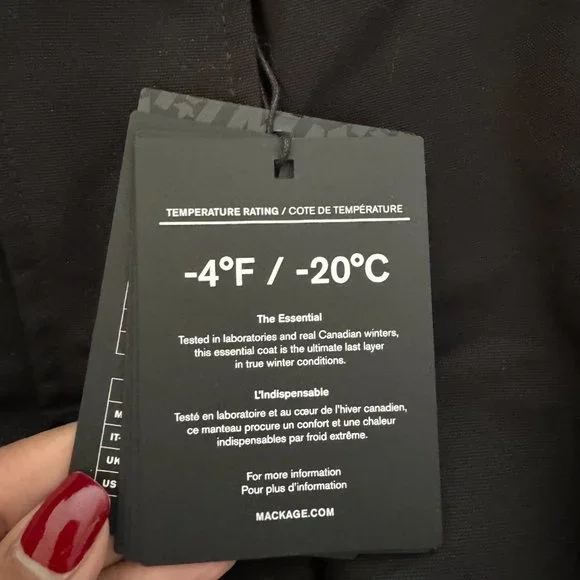 TEMPERATURE RATING / COTE DE TEMPÉRATURE
-4°F / -20°C
The Essential
Tested in laboratories and real Canadian winters,
this essential coat is the ultimate last layer
in true winter conditions.
L'Indispensable
Testé en laboratoire et au cœur de l'hiver canadien,
ce manteau procure un confort et une chaleur
indispensables par froid extrême.
For more information
Pour plus d'information
MACKAGE.COM
M
IT-
UK
US